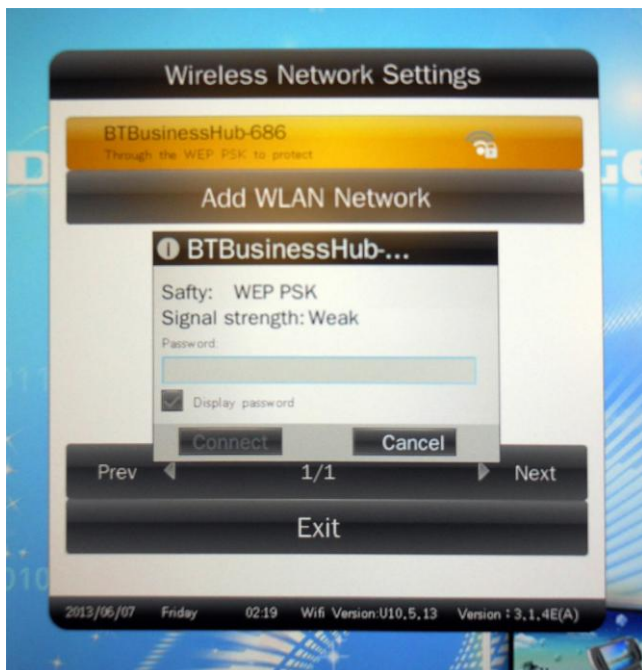 Wireless Network Settings
BTBusinessHub-686
Through the WEP PSK to protect
Add WLAN Network
BTBusinessHub-...
Safty: WEP PSK
Signal strength: Weak
Password:
Display password
Connect Cancel
Prev 1/1 Next
Exit
2013/06/07 Friday 02:19 Wifi Version:U10.5.13 Version : 3.1.4E(A)